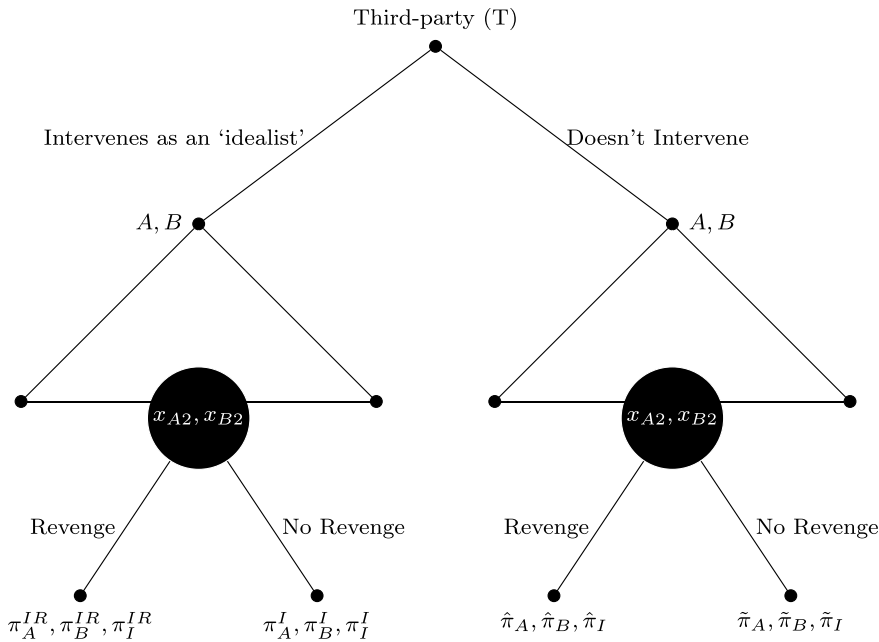 Third-party (T)
Intervenes as an ‘idealist’
Doesn’t Intervene
A, B
A, B
x_{A2}, x_{B2}
x_{A2}, x_{B2}
Revenge
No Revenge
Revenge
No Revenge
π_A^{IR}, π_B^{IR}, π_I^{IR}
π_A^I, π_B^I, π_I^I
π̂_A, π̂_B, π̂_I
π̃_A, π̃_B, π̃_I